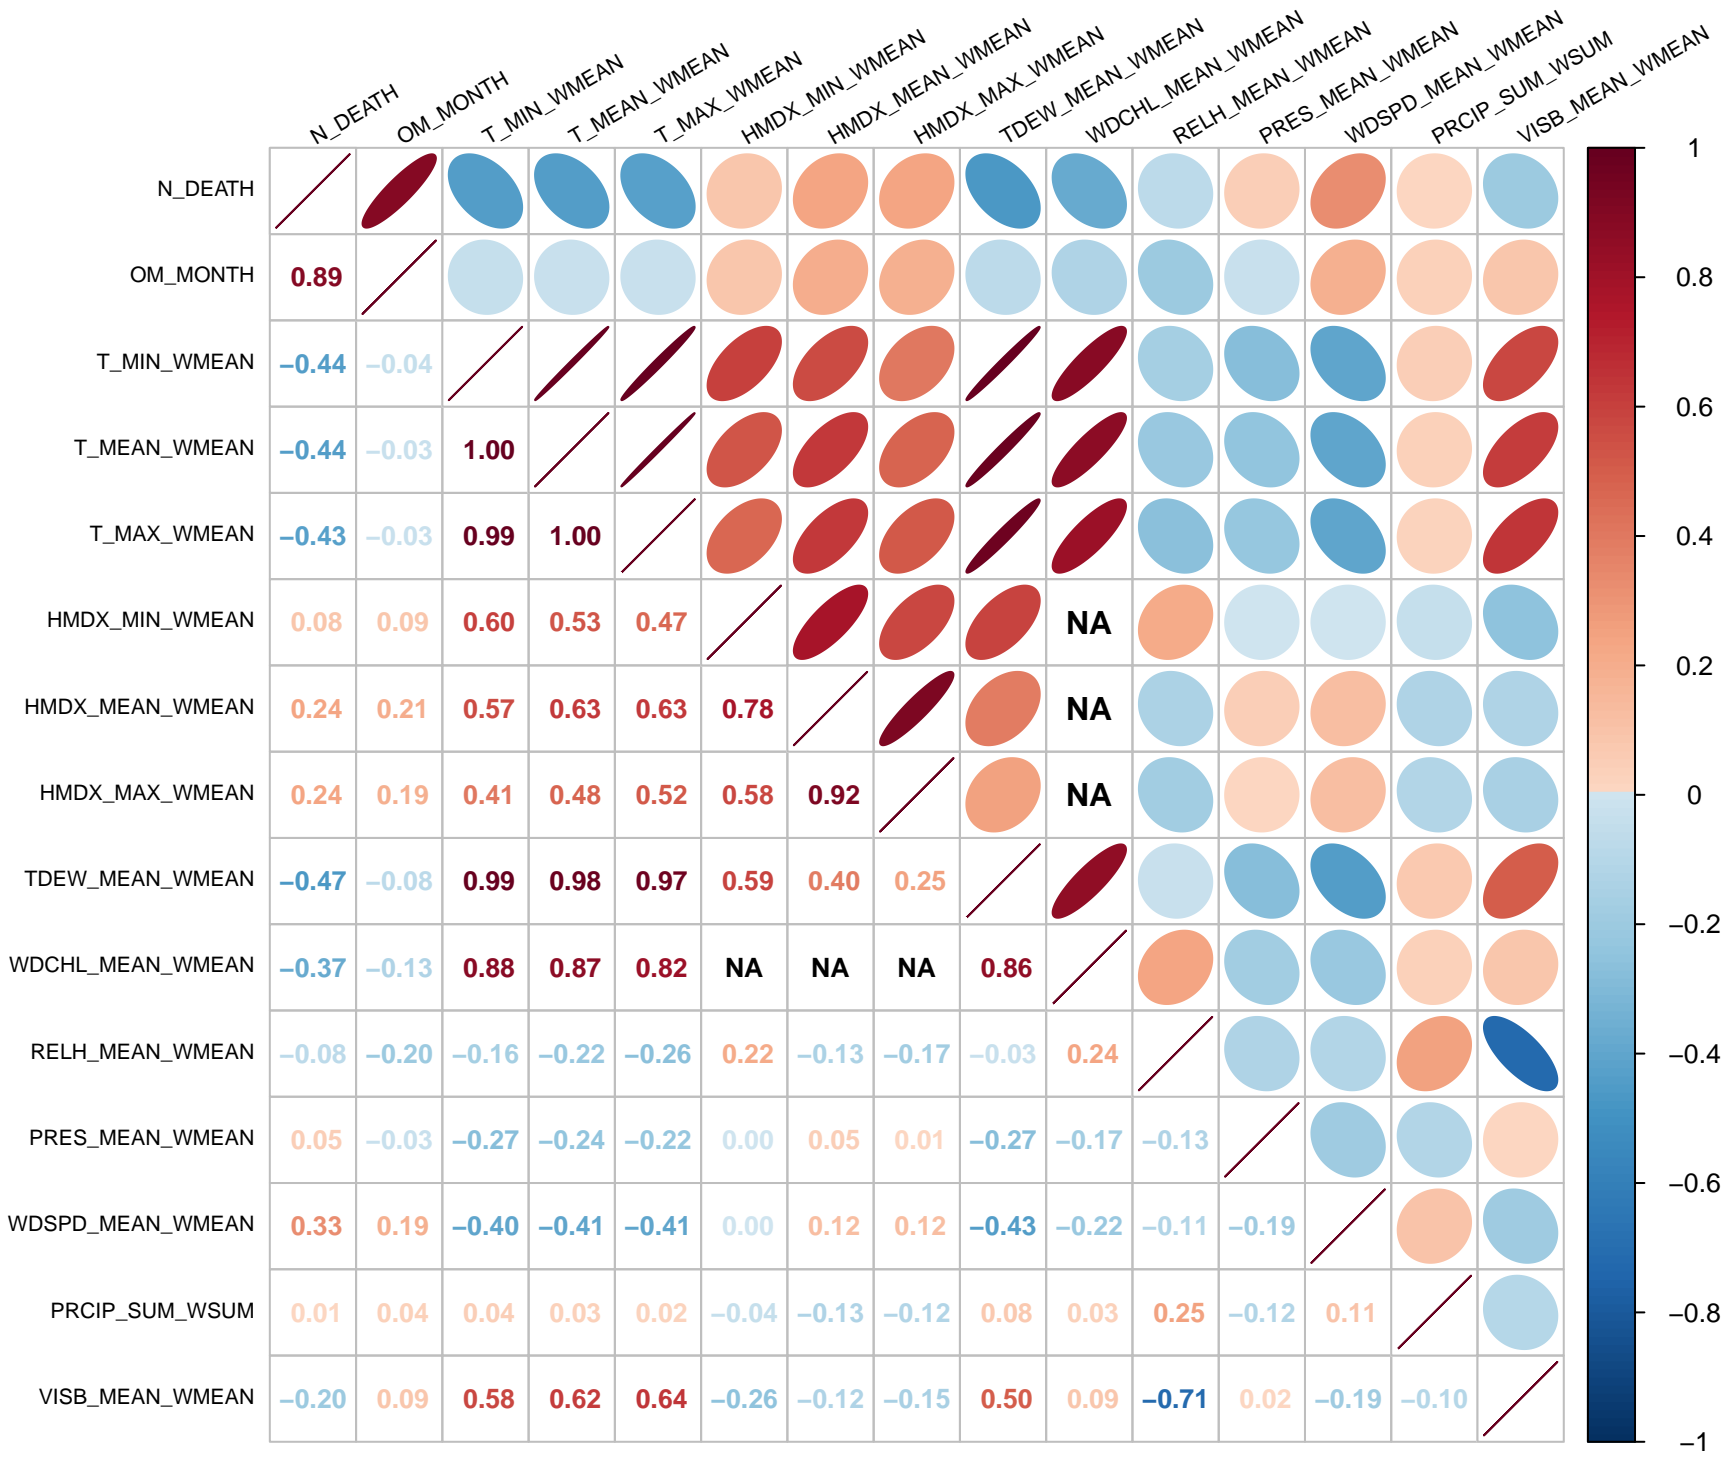 N_DEATH
OM_MONTH
T_MIN_WMEAN
T_MEAN_WMEAN
T_MAX_WMEAN
HMDX_MIN_WMEAN
HMDX_MEAN_WMEAN
HMDX_MAX_WMEAN
TDEW_MEAN_WMEAN
WDCHL_MEAN_WMEAN
RELH_MEAN_WMEAN
PRES_MEAN_WMEAN
WDSPD_MEAN_WMEAN
PRCIP_SUM_WSUM
VISB_MEAN_WMEAN
N_DEATH
OM_MONTH 0.89
T_MIN_WMEAN −0.44 −0.04
T_MEAN_WMEAN −0.44 −0.03 1.00
T_MAX_WMEAN −0.43 −0.03 0.99 1.00
HMDX_MIN_WMEAN 0.08 0.09 0.60 0.53 0.47 NA
HMDX_MEAN_WMEAN 0.24 0.21 0.57 0.63 0.63 0.78 NA
HMDX_MAX_WMEAN 0.24 0.19 0.41 0.48 0.52 0.58 0.92 NA
TDEW_MEAN_WMEAN −0.47 −0.08 0.99 0.98 0.97 0.59 0.40 0.25
WDCHL_MEAN_WMEAN −0.37 −0.13 0.88 0.87 0.82 NA NA NA 0.86
RELH_MEAN_WMEAN −0.08 −0.20 −0.16 −0.22 −0.26 0.22 −0.13 −0.17 −0.03 0.24
PRES_MEAN_WMEAN 0.05 −0.03 −0.27 −0.24 −0.22 0.00 0.05 0.01 −0.27 −0.17 −0.13
WDSPD_MEAN_WMEAN 0.33 0.19 −0.40 −0.41 −0.41 0.00 0.12 0.12 −0.43 −0.22 −0.11 −0.19
PRCIP_SUM_WSUM 0.01 0.04 0.04 0.03 0.02 −0.04 −0.13 −0.12 0.08 0.03 0.25 −0.12 0.11
VISB_MEAN_WMEAN −0.20 0.09 0.58 0.62 0.64 −0.26 −0.12 −0.15 0.50 0.09 −0.71 0.02 −0.19 −0.10
1
0.8
0.6
0.4
0.2
0
−0.2
−0.4
−0.6
−0.8
−1